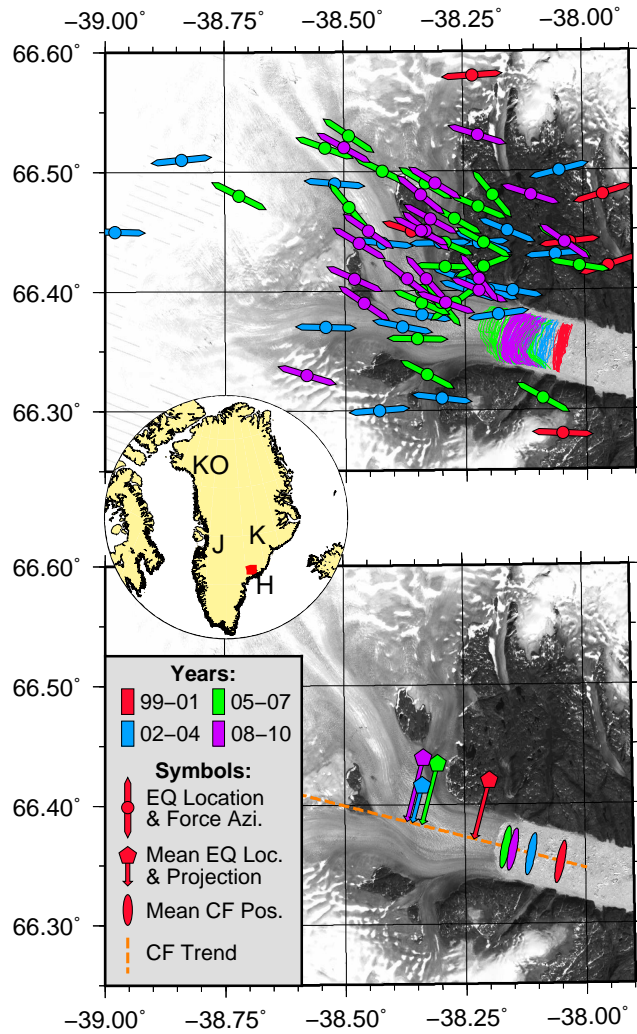 −39.00° −38.75° −38.50° −38.25° −38.00°
66.60°
66.50°
66.40°
66.30°
KO
K
J
H
66.60°
66.50°
66.40°
66.30°
Years:
99−01 05−07
02−04 08−10
Symbols:
EQ Location
& Force Azi.
Mean EQ Loc.
& Projection
Mean CF Pos.
CF Trend
−39.00° −38.75° −38.50° −38.25° −38.00°